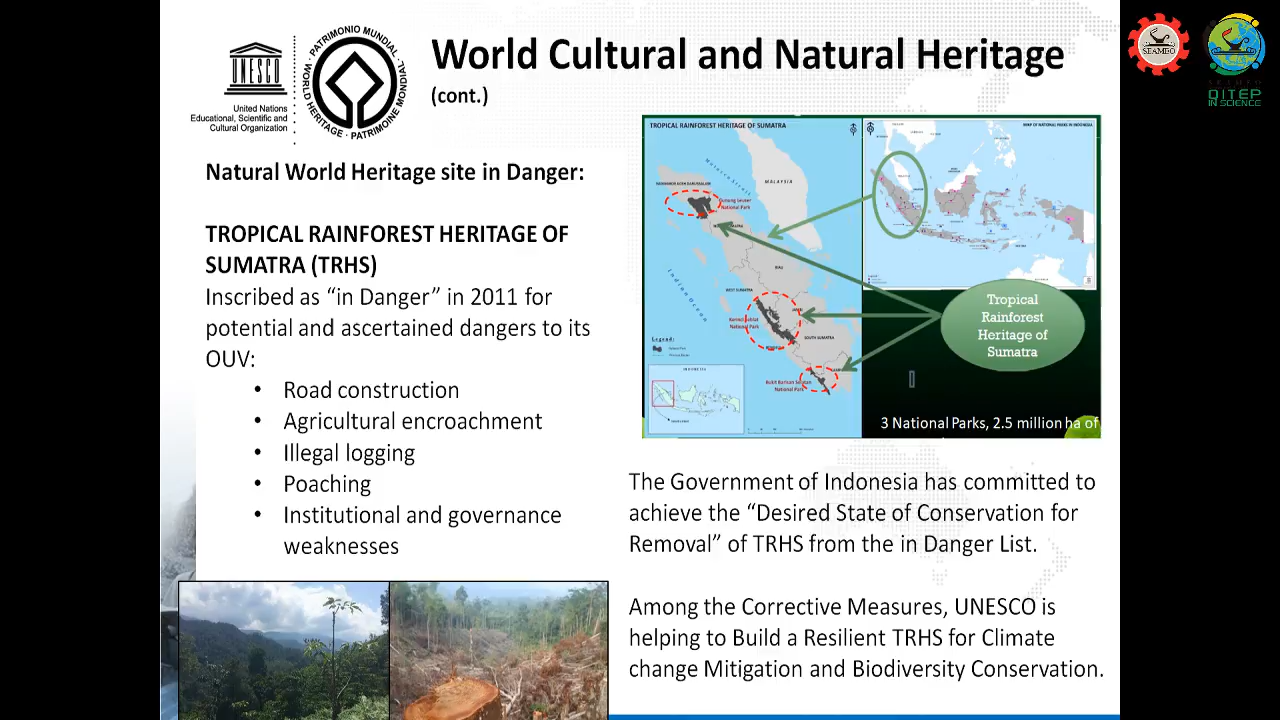 World Cultural and Natural Heritage
(cont.)
UNESCO
United Nations
Educational, Scientific and
Cultural Organization
PATRIMONIO MUNDIAL · WORLD HERITAGE · PATRIMOINE MONDIAL
SEAMEO
QITEP
IN SCIENCE
Natural World Heritage site in Danger:
TROPICAL RAINFOREST HERITAGE OF
SUMATRA (TRHS)
Inscribed as “in Danger” in 2011 for
potential and ascertained dangers to its
OUV:
• Road construction
• Agricultural encroachment
• Illegal logging
• Poaching
• Institutional and governance
weaknesses
TROPICAL RAINFOREST HERITAGE OF SUMATRA
MAP OF NATIONAL PARKS IN INDONESIA
MALAYSIA
Gunung Leuser
National Park
Indian Ocean
RIAU
WEST SUMATRA
National Park
SOUTH SUMATRA
Legend:
INDONESIA
Bukit Barisan Selatan
National Park
Tropical
Rainforest
Heritage of
Sumatra
3 National Parks, 2.5 million ha of
The Government of Indonesia has committed to
achieve the “Desired State of Conservation for
Removal” of TRHS from the in Danger List.
Among the Corrective Measures, UNESCO is
helping to Build a Resilient TRHS for Climate
change Mitigation and Biodiversity Conservation.